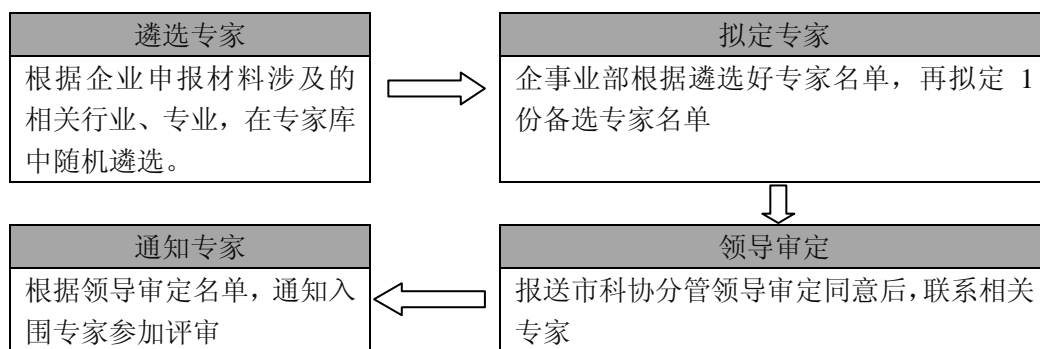 遴选专家
根据企业申报材料涉及的
相关行业、专业，在专家库
中随机遴选。
拟定专家
企事业部根据遴选好专家名单，再拟定 1
份备选专家名单
领导审定
报送市科协分管领导审定同意后，联系相关
专家
通知专家
根据领导审定名单，通知入
围专家参加评审